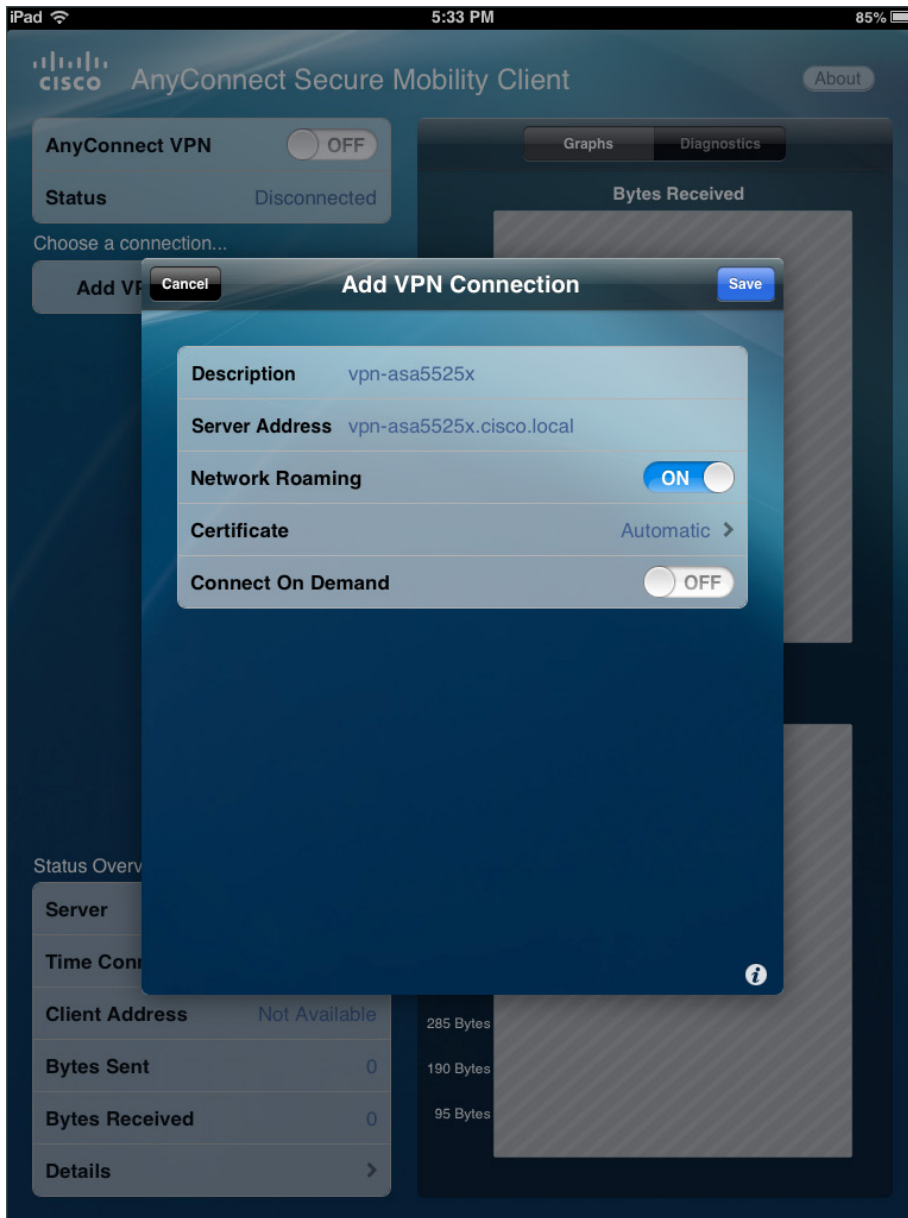 iPad 5:33 PM 85%
CISCO AnyConnect Secure Mobility Client About
AnyConnect VPN OFF
Status Disconnected
Choose a connection...
Graphs Diagnostics
Bytes Received
Cancel Add VPN Connection Save
Description vpn-asa5525x
Server Address vpn-asa5525x.cisco.local
Network Roaming ON
Certificate Automatic
Connect On Demand OFF
Add
Status
Server
Time
Client Address Not Available
Bytes Sent 0
Bytes Received 0
Details
285 Bytes
190 Bytes
95 Bytes